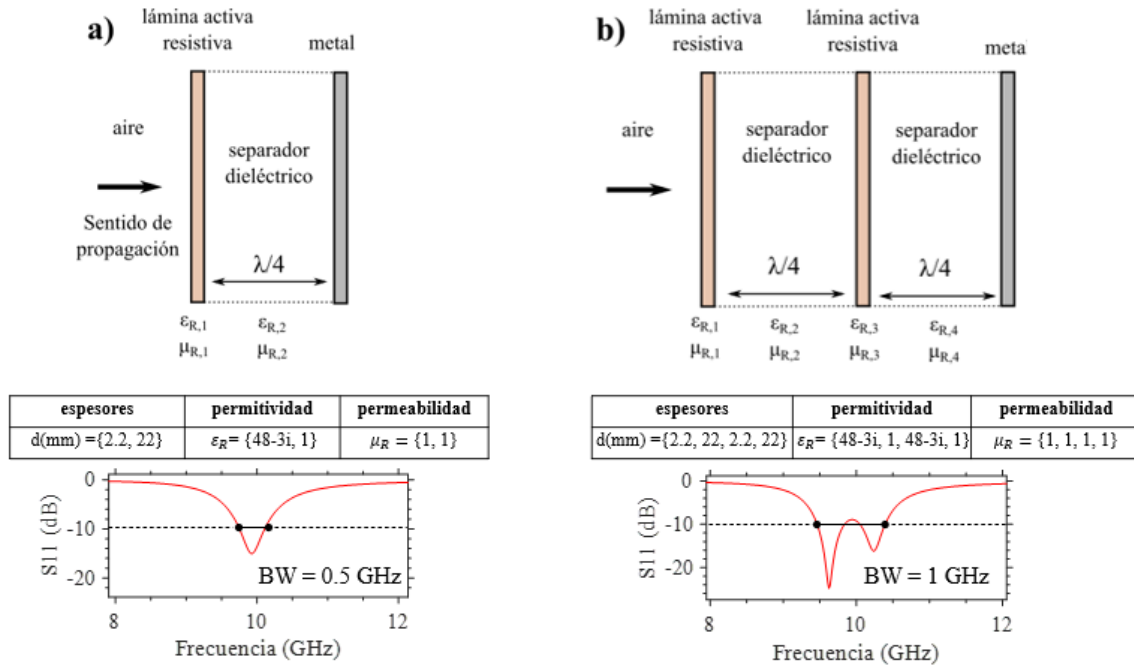 a)
lámina activa
resistiva
metal
aire
separador
dieléctrico
Sentido de
propagación
λ/4
εR,1
εR,2
μR,1
μR,2
b)
lámina activa
resistiva
lámina activa
resistiva
meta
aire
separador
dieléctrico
separador
dieléctrico
λ/4
λ/4
εR,1
εR,2
εR,3
εR,4
μR,1
μR,2
μR,3
μR,4
espesores permitividad permeabilidad
d(mm) ={2.2, 22} εR= {48-3i, 1} μR = {1, 1}
0
-10
-20
S11 (dB)
BW = 0.5 GHz
8 10 12
Frecuencia (GHz)
espesores permitividad permeabilidad
d(mm) ={2.2, 22, 2.2, 22} εR= {48-3i, 1, 48-3i, 1} μR = {1, 1, 1, 1}
0
-10
-20
S11 (dB)
BW = 1 GHz
8 10 12
Frecuencia (GHz)